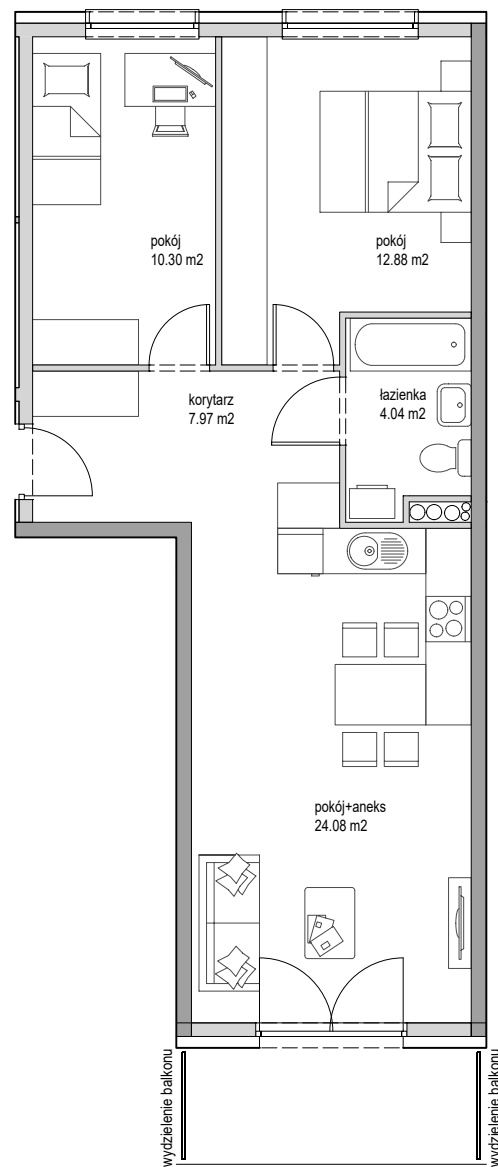 pokój
10.30 m2
pokój
12.88 m2
korytarz
7.97 m2
łazienka
4.04 m2
pokój+aneks
24.08 m2
wydzielenie balkonu
wydzielenie balkonu